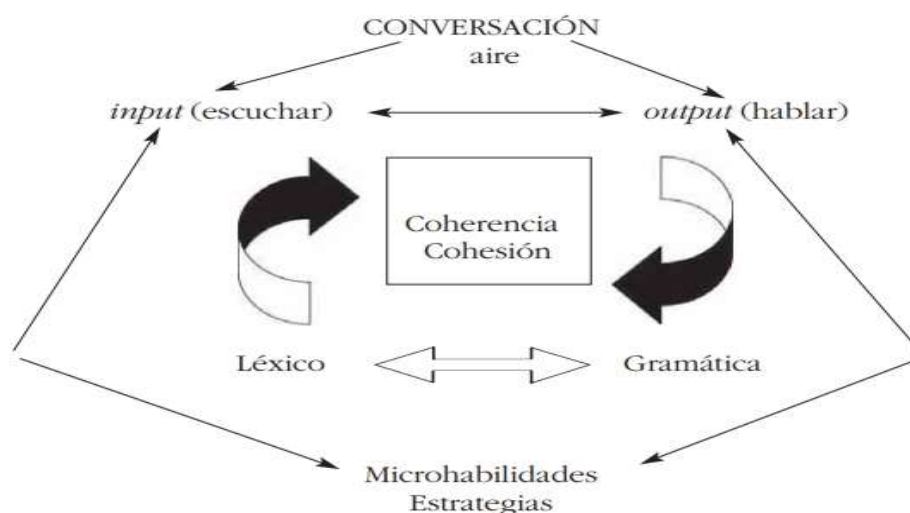 CONVERSACIÓN
aire
input (escuchar)
output (hablar)
Coherencia
Cohesión
Léxico
Gramática
Microhabilidades
Estrategias